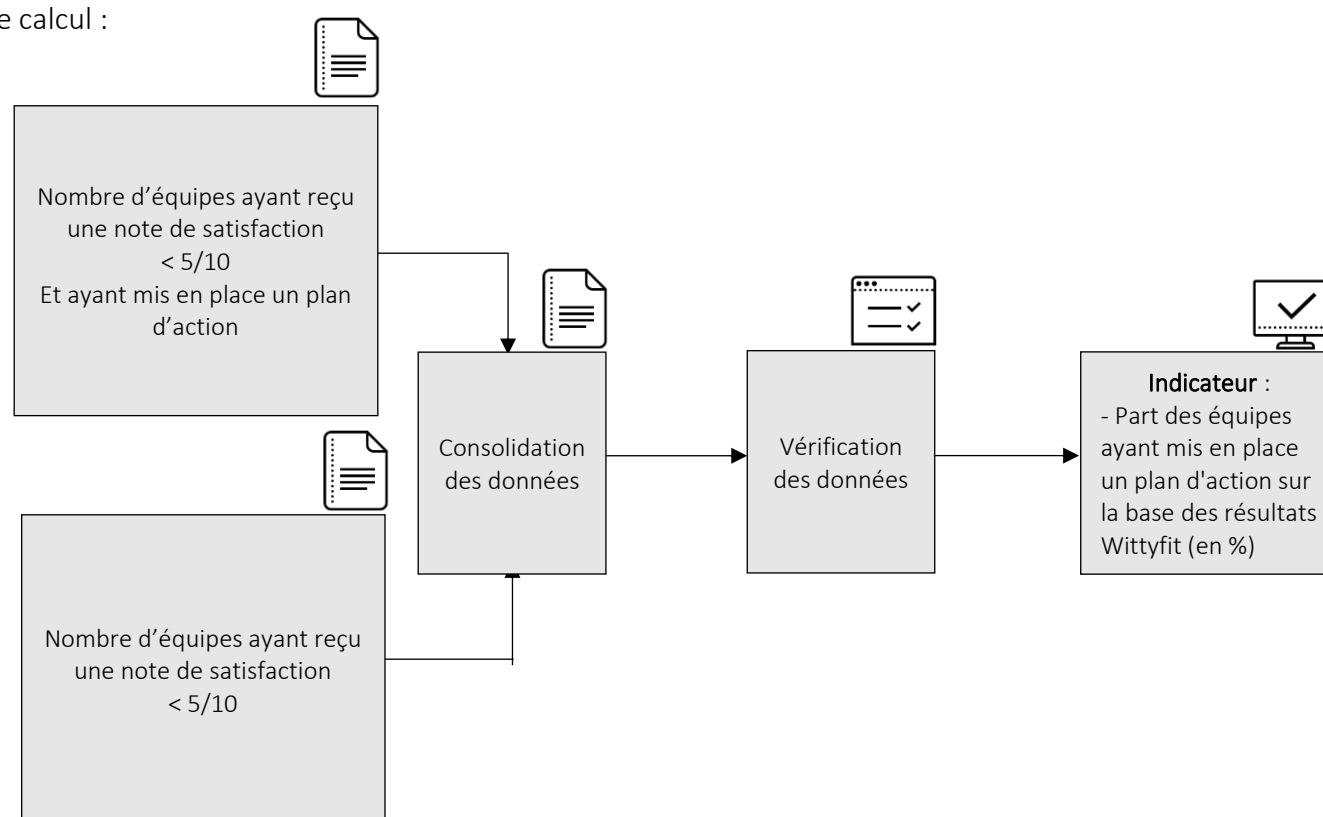 e calcul :
Nombre d’équipes ayant reçu
une note de satisfaction
< 5/10
Et ayant mis en place un plan
d’action
Consolidation
des données
Vérification
des données
Indicateur :
- Part des équipes
ayant mis en place
un plan d'action sur
la base des résultats
Wittyfit (en %)
Nombre d’équipes ayant reçu
une note de satisfaction
< 5/10